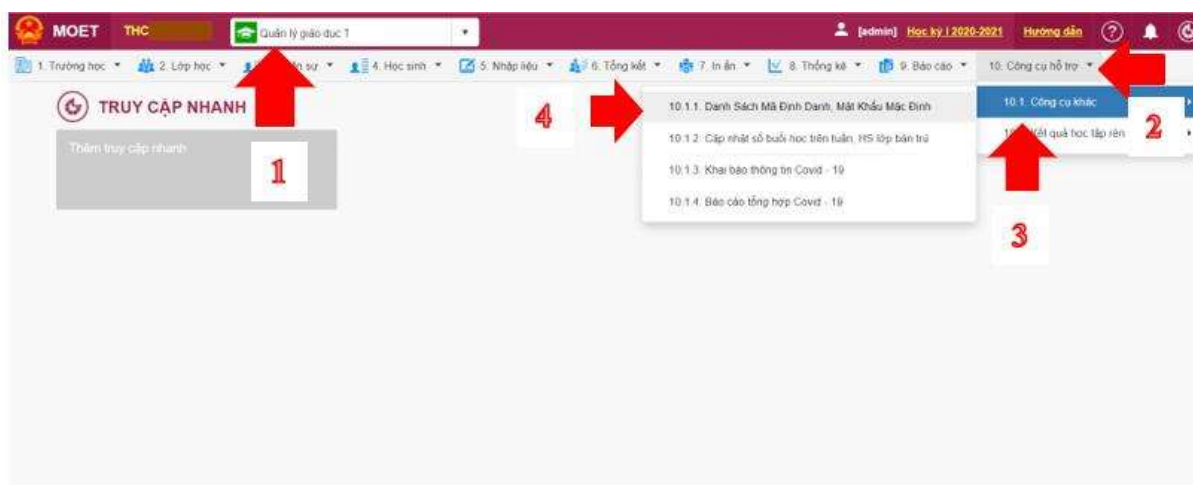 MOET THC Quản lý giáo dục 1 [admin] Học kỳ I 2020-2021 Hướng dẫn ?
1. Trường học 2. Lớp học sự 4. Học sinh 5. Nhập liệu 6. Tổng kết 7. In ấn 8. Thống kê 9. Báo cáo 10. Công cụ hỗ trợ
TRUY CẬP NHANH
Thêm truy cập nhanh
1
4
10.1.1. Danh Sách Mã Định Danh, Mật Khẩu Mặc Định
10.1.2. Cập nhật số buổi học trên tuần, HS lớp bán trú
10.1.3. Khai báo thông tin Covid - 19
10.1.4. Báo cáo tổng hợp Covid - 19
10.1. Công cụ khác
quả học tập rèn
2
3